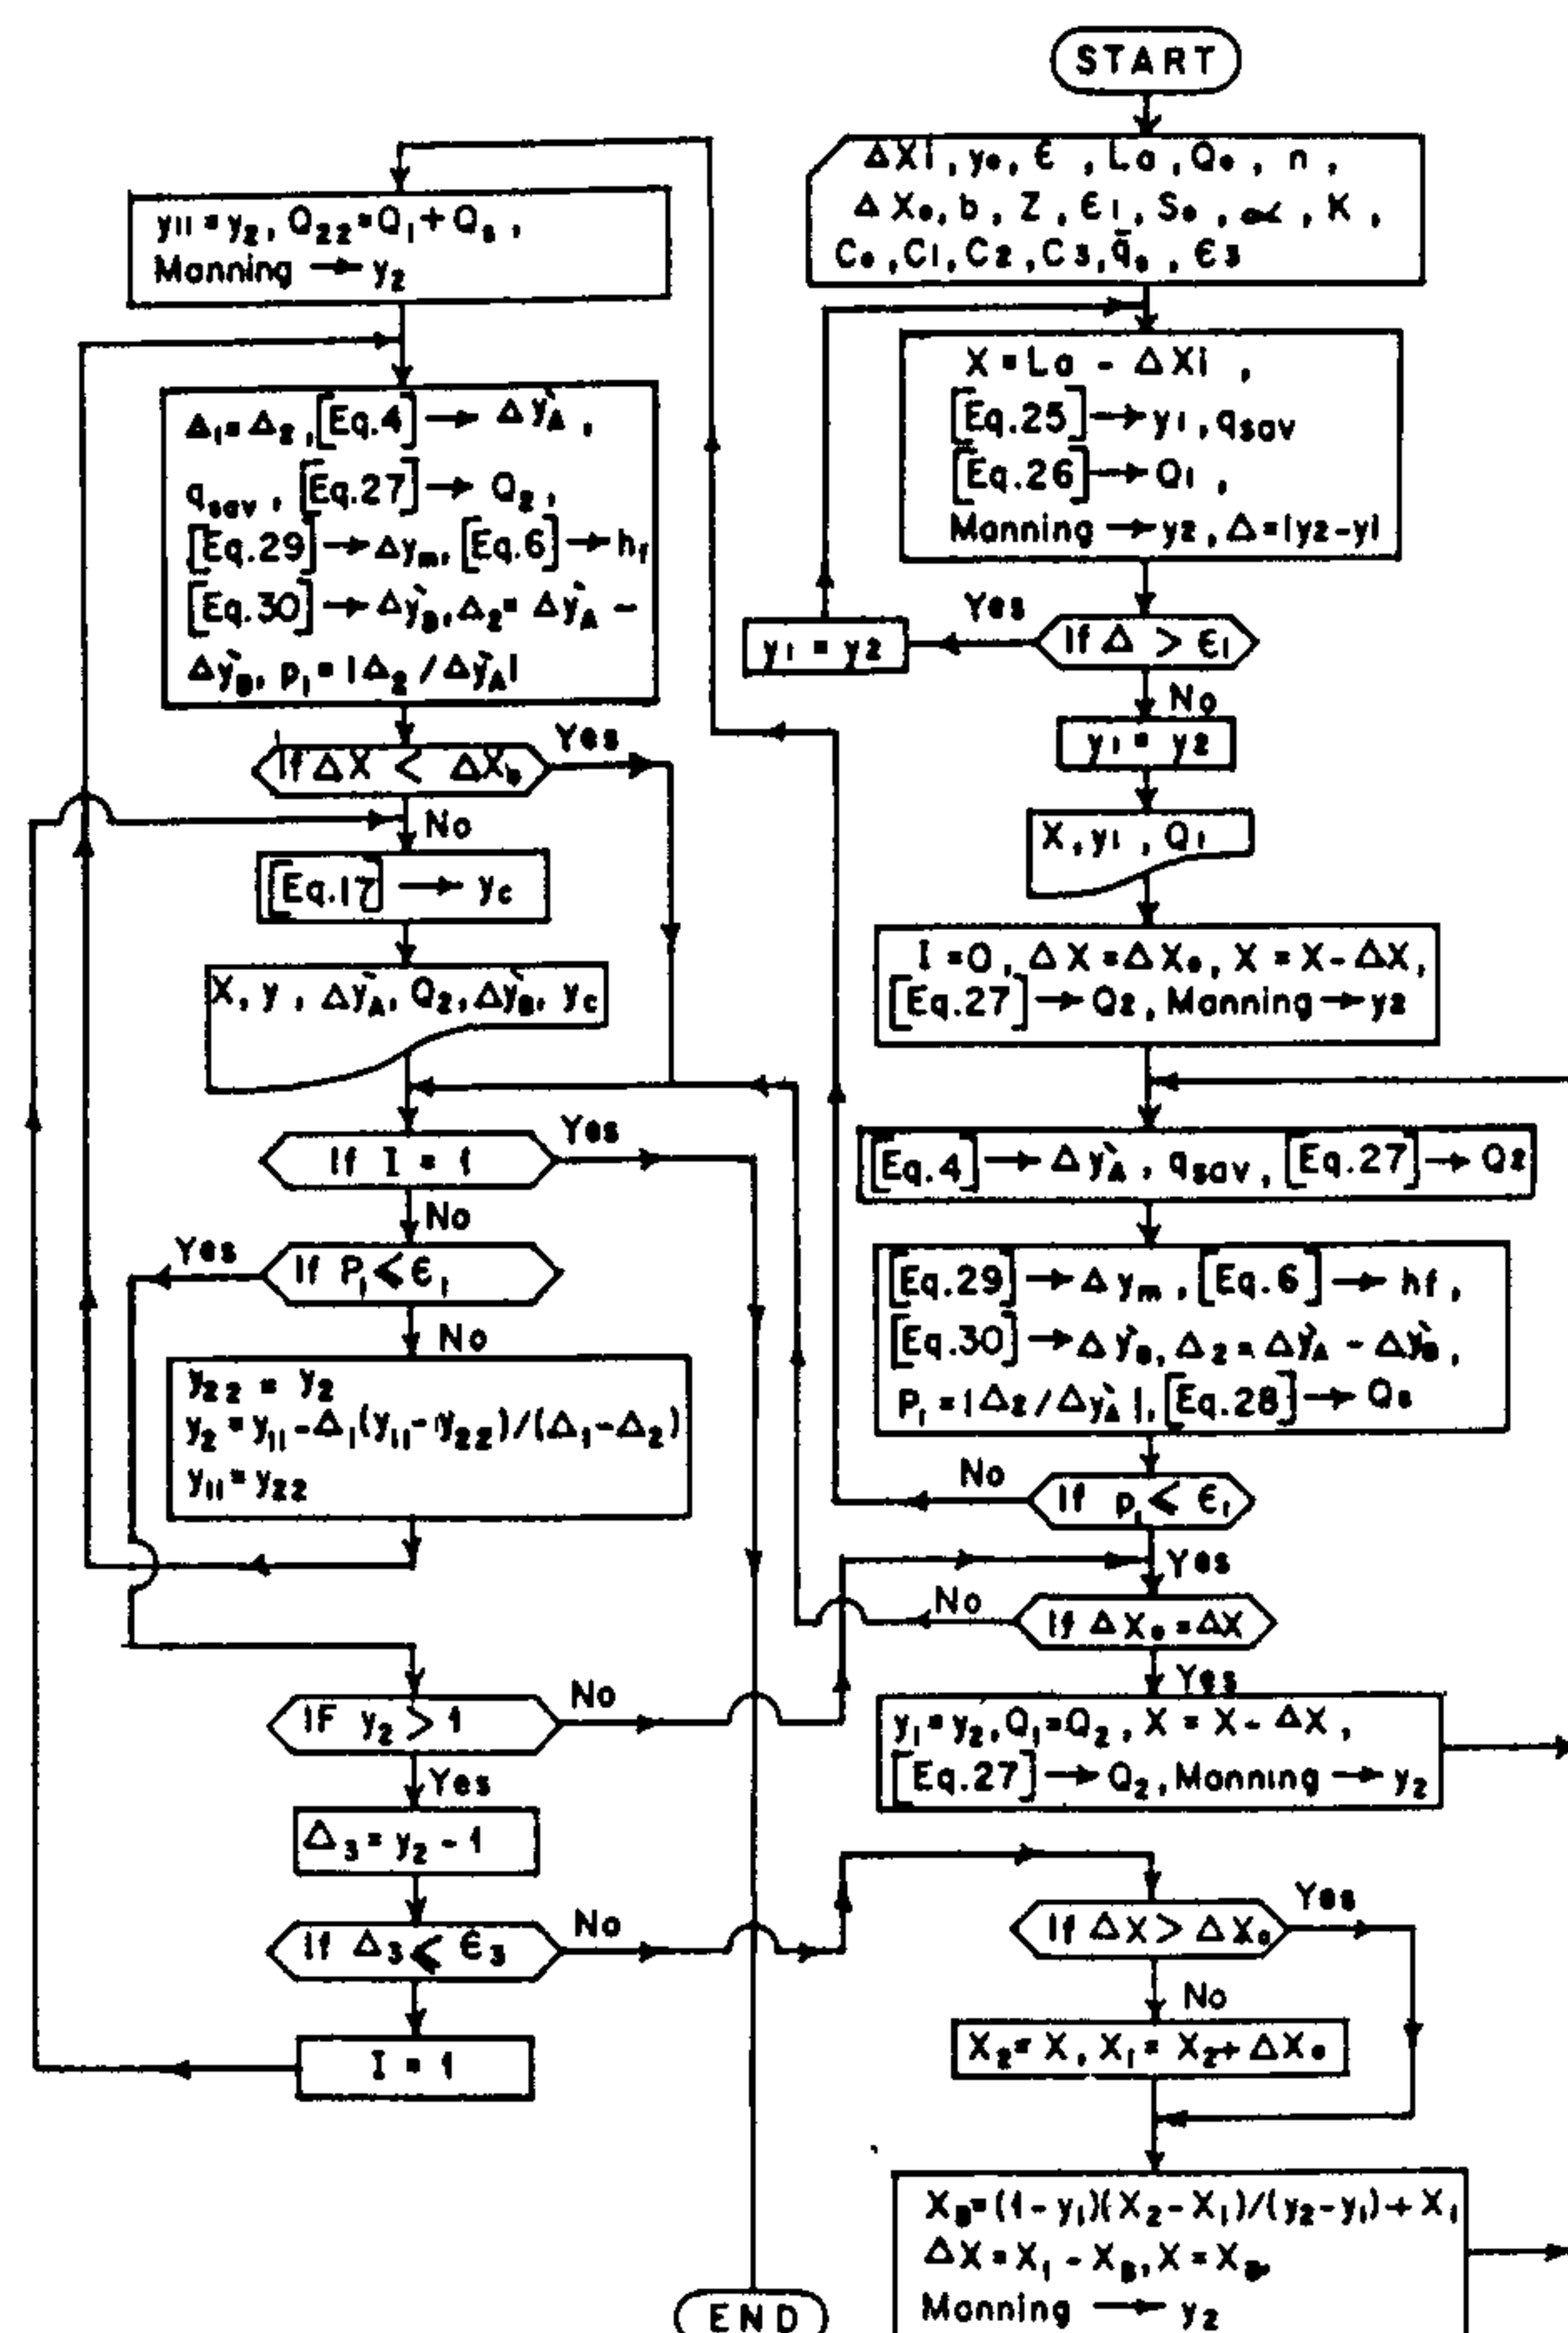 START
ΔXi, y₀, ϵ, La, Q₀, n,
ΔX₀, b, Z, ϵ1, S₀, α, K,
C₀, C1, C2, C3, q̄s, ϵ3
X = La - ΔXi,
[Eq.25] → y1, qsav
[Eq.26] → Q1,
Manning → y2, Δ = |y2-y|
If Δ > ϵ1
Yes
y1 = y2
No
y1 = y2
X, y1, Q1
I = 0, ΔX = ΔX₀, X = X - ΔX,
[Eq.27] → Q2, Manning → y2
[Eq.4] → Δy`A, qsav, [Eq.27] → Q2
[Eq.29] → Δym, [Eq.6] → hf,
[Eq.30] → Δy`B, Δ2 = Δy`A - Δy`B,
P1 = |Δ2/Δy`A|, [Eq.28] → Qs
If p1 ⩽ ϵ1
No
Yes
If ΔX₀ = ΔX
No
Yes
y1 = y2, Q1 = Q2, X = X - ΔX,
[Eq.27] → Q2, Manning → y2
y11 = y2, Q22 = Q1 + Qs,
Manning → y2
Δ1 = Δ2, [Eq.4] → Δy`A,
qsav, [Eq.27] → Q2,
[Eq.29] → Δym, [Eq.6] → hf
[Eq.30] → Δy`B, Δ2 = Δy`A -
Δy`B, p1 = |Δ2/Δy`A|
If ΔX < ΔX₀
Yes
No
[Eq.17] → yc
X, y, Δy`A, Q2, Δy`B, yc
If I = 1
Yes
No
If P1 ⩽ ϵ1
Yes
No
y22 = y2
y2 = y11 - Δ1(y11 - y22)/(Δ1 - Δ2)
y11 = y22
IF y2 > 1
No
Yes
Δ3 = y2 - 1
If Δ3 ⩽ ϵ3
No
I = 1
If ΔX > ΔX₀
Yes
No
X2 = X, X1 = X2 + ΔX₀
XB = (1 - y1)(X2 - X1)/(y2 - y1) + X1
ΔX = X1 - XB, X = XB,
Manning → y2
END